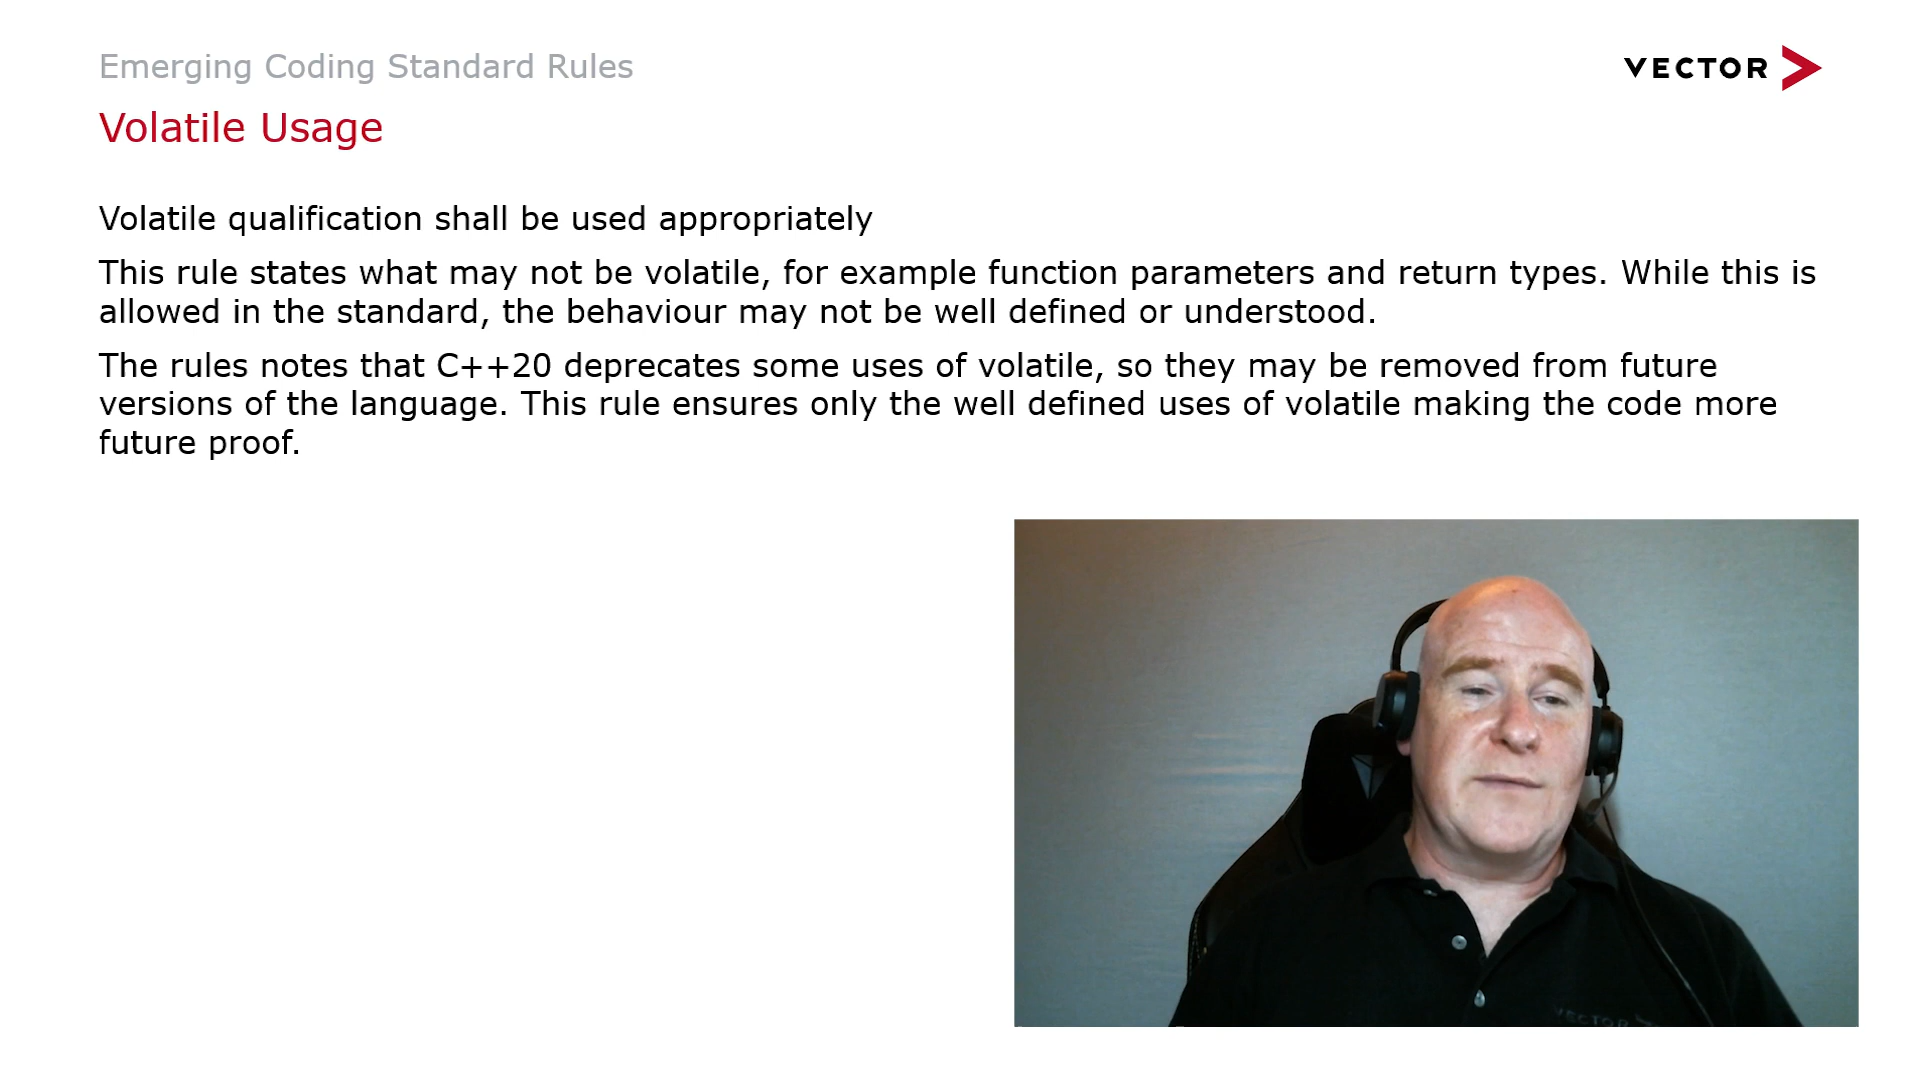 Emerging Coding Standard Rules
VECTOR
Volatile Usage
Volatile qualification shall be used appropriately
This rule states what may not be volatile, for example function parameters and return types. While this is
allowed in the standard, the behaviour may not be well defined or understood.
The rules notes that C++20 deprecates some uses of volatile, so they may be removed from future
versions of the language. This rule ensures only the well defined uses of volatile making the code more
future proof.
VECTOR